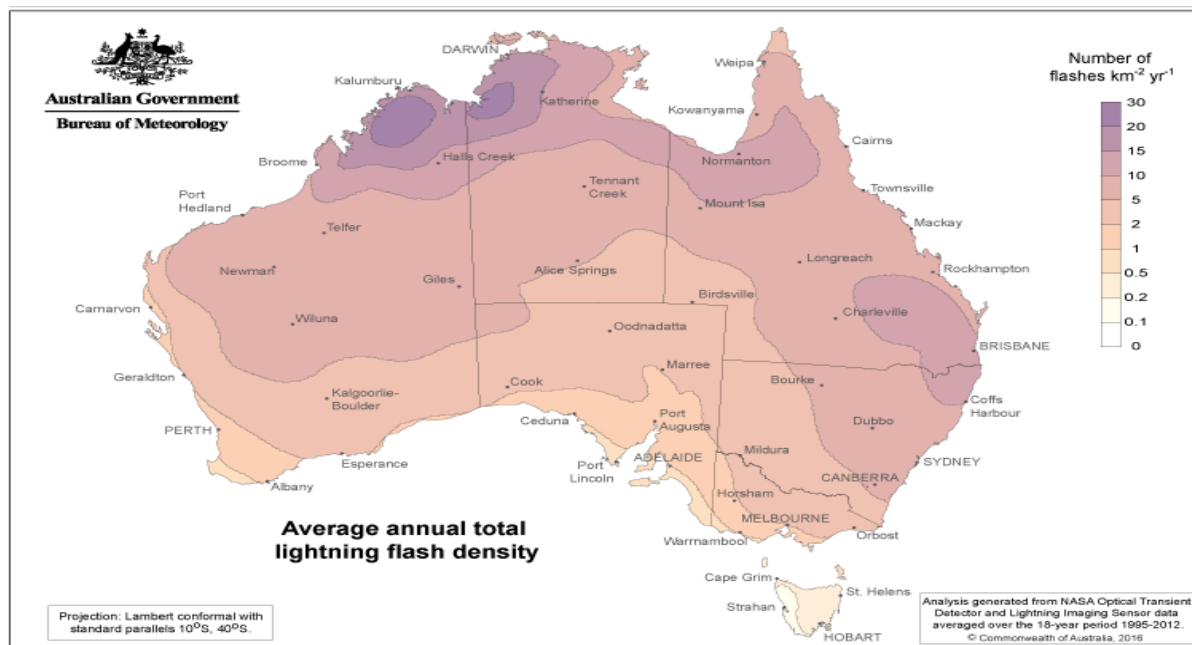 Australian Government
Bureau of Meteorology
Number of
flashes km-2 yr-1
30
20
15
10
5
2
1
0.5
0.2
0.1
0
DARWIN
Kalumburu
Katherine
n
Weipa
Kowanyama
Broome
Halls Creek
Normanton
Cairns
Port
Hedland
Tennant
Creek
Mount Isa
Townsville
Telfer
Mackay
Newman
Giles
Alice Springs
Longreach
Rockhampton
Birdsville
Carnarvon
Wiluna
Oodnadatta
Charleville
BRISBANE
Marree
Geraldton
Kalgoorlie-
Boulder
Cook
Bourke
Coffs
Harbour
PERTH
Ceduna
Port
Augusta
Dubbo
Esperance
Port
Lincoln
ADELAIDE
Mildura
SYDNEY
Albany
Horsham
CANBERRA
MELBOURNE
Orbost
Warrnambool
Average annual total
lightning flash density
Cape Grim
St. Helens
Strahan
HOBART
Projection: Lambert conformal with
standard parallels 10ºS, 40ºS.
Analysis generated from NASA Optical Transient
Detector and Lightning Imaging Sensor data
averaged over the 18-year period 1995-2012.
© Commonwealth of Australia, 2016